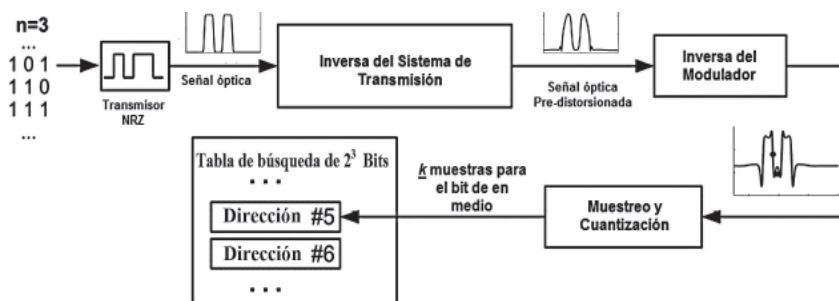 n=3
...
1 0 1
1 1 0
1 1 1
...
Transmisor
NRZ
Señal óptica
Inversa del Sistema de
Transmisión
Señal óptica
Pre-distorsionada
Inversa del
Modulador
Tabla de búsqueda de 2³ Bits
...
Dirección #5
Dirección #6
...
k muestras para
el bit de en
medio
Muestreo y
Cuantización